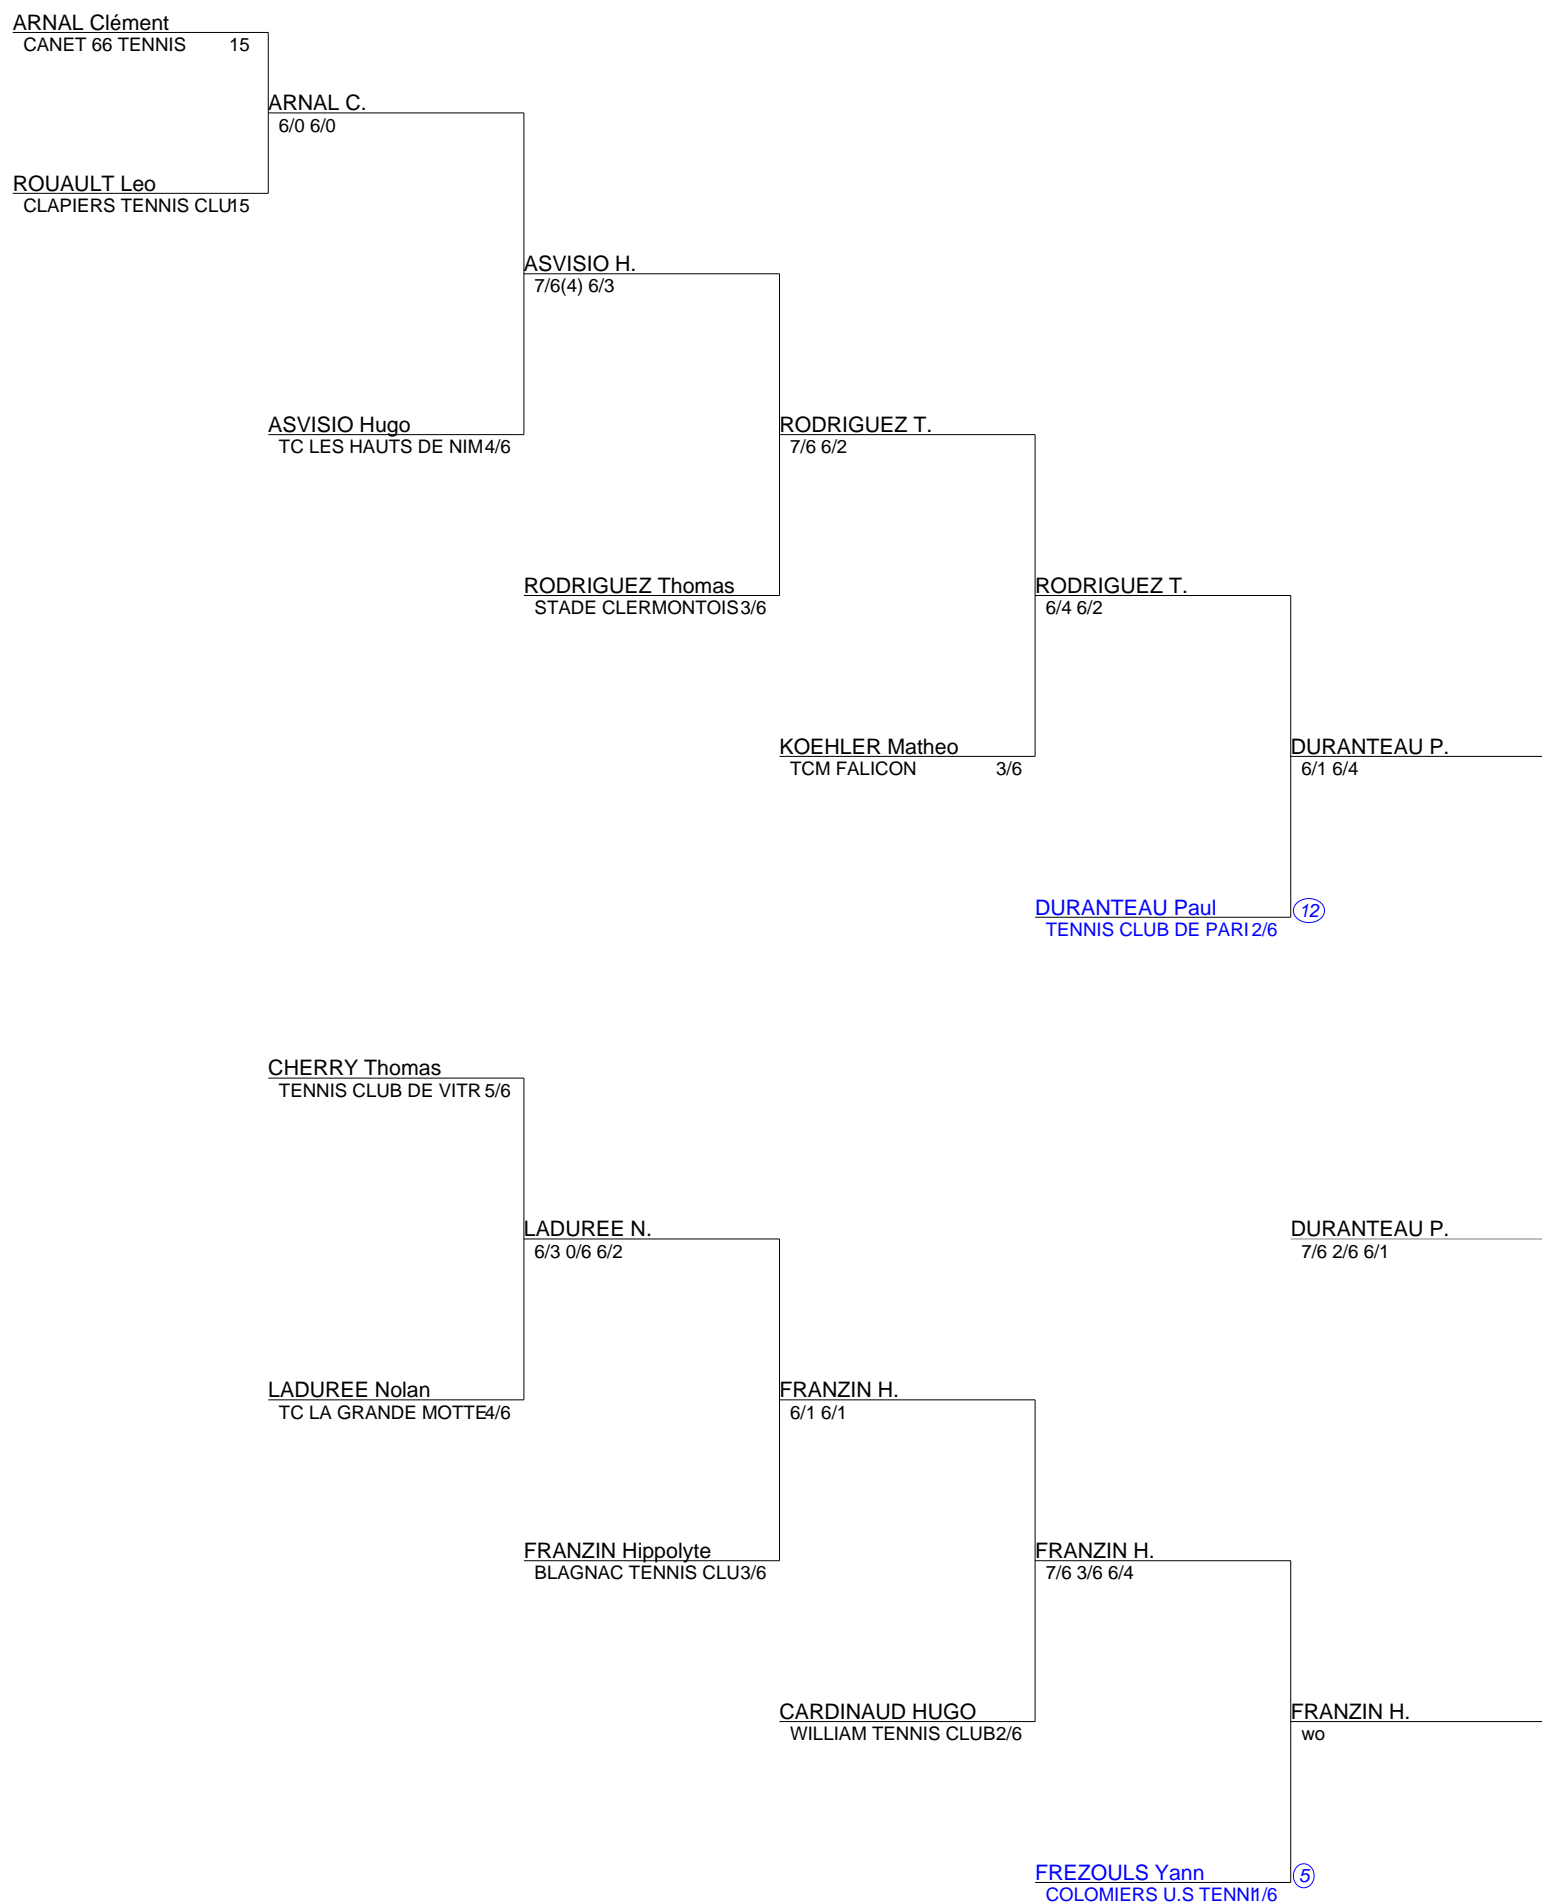 ARNAL Clément
CANET 66 TENNIS 15
ARNAL C.
6/0 6/0
ROUAULT Leo
CLAPIERS TENNIS CLU15
ASVISIO H.
7/6(4) 6/3
ASVISIO Hugo
TC LES HAUTS DE NIM4/6
RODRIGUEZ T.
7/6 6/2
RODRIGUEZ Thomas
STADE CLERMONTOIS3/6
RODRIGUEZ T.
6/4 6/2
KOEHLER Matheo
TCM FALICON 3/6
DURANTEAU P.
6/1 6/4
DURANTEAU Paul 12
TENNIS CLUB DE PARI 2/6
CHERRY Thomas
TENNIS CLUB DE VITR 5/6
LADUREE N.
6/3 0/6 6/2
DURANTEAU P.
7/6 2/6 6/1
LADUREE Nolan
TC LA GRANDE MOTTE4/6
FRANZIN H.
6/1 6/1
FRANZIN Hippolyte
BLAGNAC TENNIS CLU3/6
FRANZIN H.
7/6 3/6 6/4
CARDINAUD HUGO
WILLIAM TENNIS CLUB2/6
FRANZIN H.
wo
FREZOULS Yann 5
COLOMIERS U.S TENNI1/6